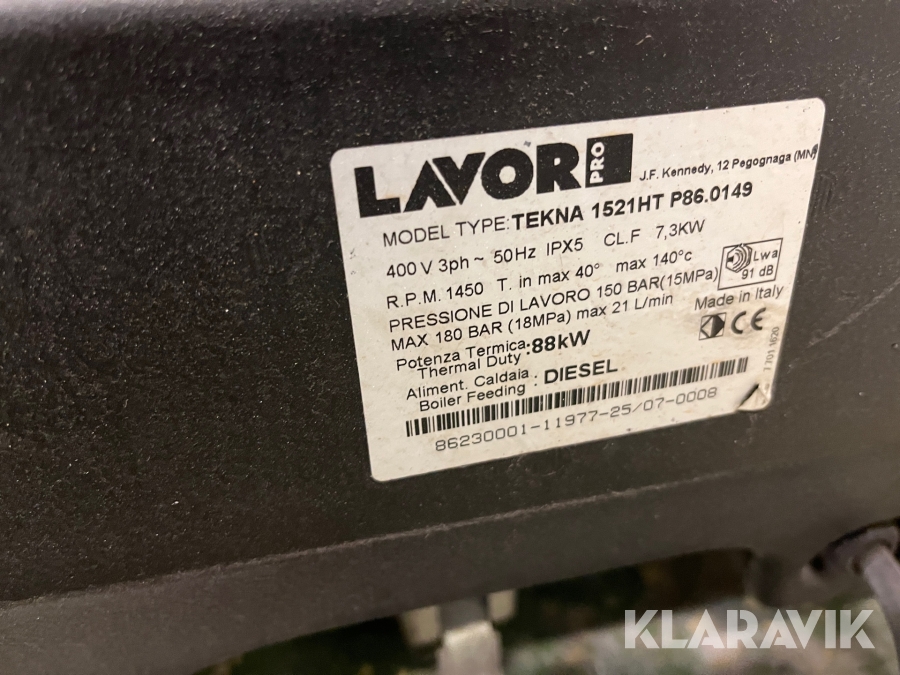 LAVOR PRO
J.F. Kennedy, 12 Pegognaga (MN)
MODEL TYPE: TEKNA 1521HT P86.0149
400 V 3ph ~ 50Hz IPX5 CL.F 7,3KW
R.P.M. 1450 T. in max 40° max 140°c
PRESSIONE DI LAVORO 150 BAR(15MPa)
MAX 180 BAR (18MPa) max 21 L/min
Lwa
91 dB
Made in Italy
CE
Potenza Termica
Thermal Duty :88kW
Aliment. Caldaia
Boiler Feeding : DIESEL
86230001-11977-25/07-0008
KLARAVIK